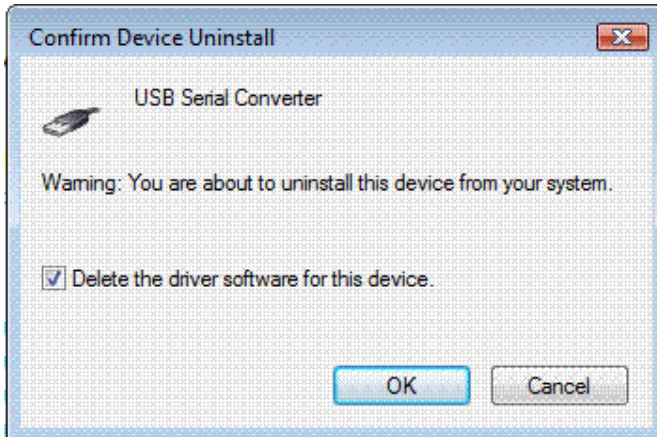 Confirm Device Uninstall
USB Serial Converter
Warning: You are about to uninstall this device from your system.
Delete the driver software for this device.
OK
Cancel